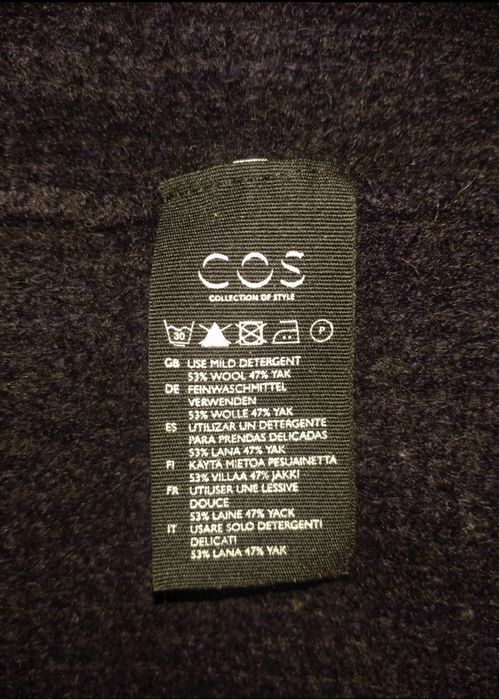 COS
COLLECTION OF STYLE
30 P
GB USE MILD DETERGENT
53% WOOL 47% YAK
DE FEINWASCHMITTEL
VERWENDEN
53% WOLLE 47% YAK
ES UTILIZAR UN DETERGENTE
PARA PRENDAS DELICADAS
53% LANA 47% YAK
FI KÄYTÄ MIETOA PESUAINETTA
53% VILLAA 47% JAKKI
FR UTILISER UNE LESSIVE
DOUCE
53% LAINE 47% YACK
IT USARE SOLO DETERGENTI
DELICATI
53% LANA 47% YAK